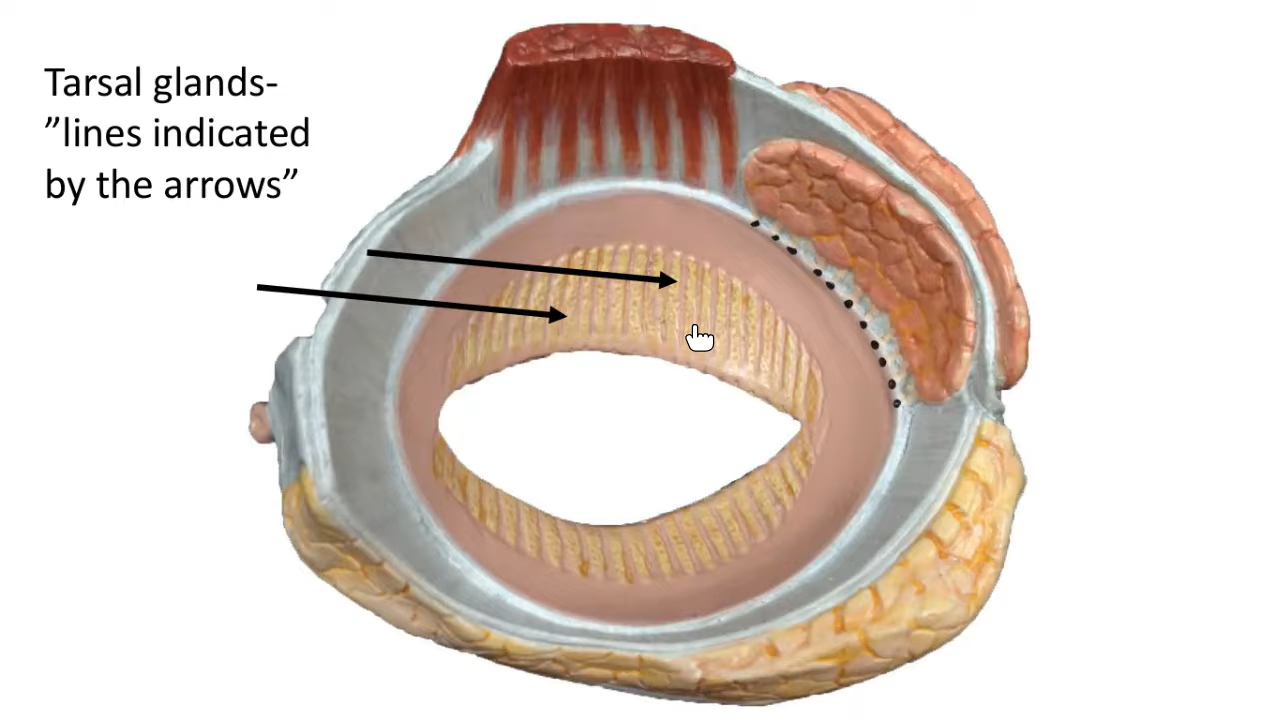 Tarsal glands-
”lines indicated
by the arrows”